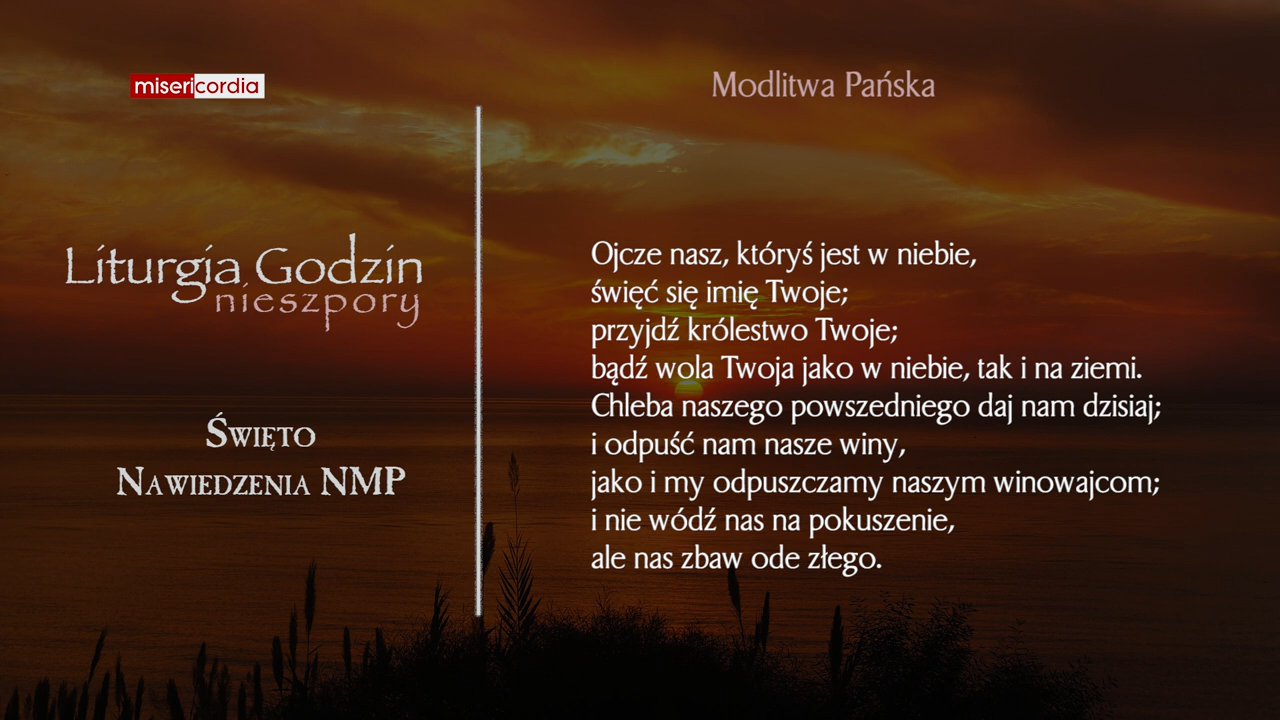 misericordia
Liturgia Godzin
nieszpory
Święto
Nawiedzenia NMP
Modlitwa Pańska
Ojcze nasz, któryś jest w niebie,
święć się imię Twoje;
przyjdź królestwo Twoje;
bądź wola Twoja jako w niebie, tak i na ziemi.
Chleba naszego powszedniego daj nam dzisiaj;
i odpuść nam nasze winy,
jako i my odpuszczamy naszym winowajcom;
i nie wódź nas na pokuszenie,
ale nas zbaw ode złego.